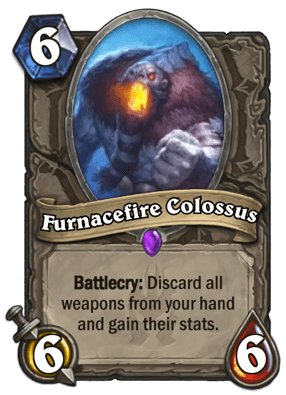 6
Furnacefire Colossus
Battlecry: Discard all
weapons from your hand
and gain their stats.
6
6